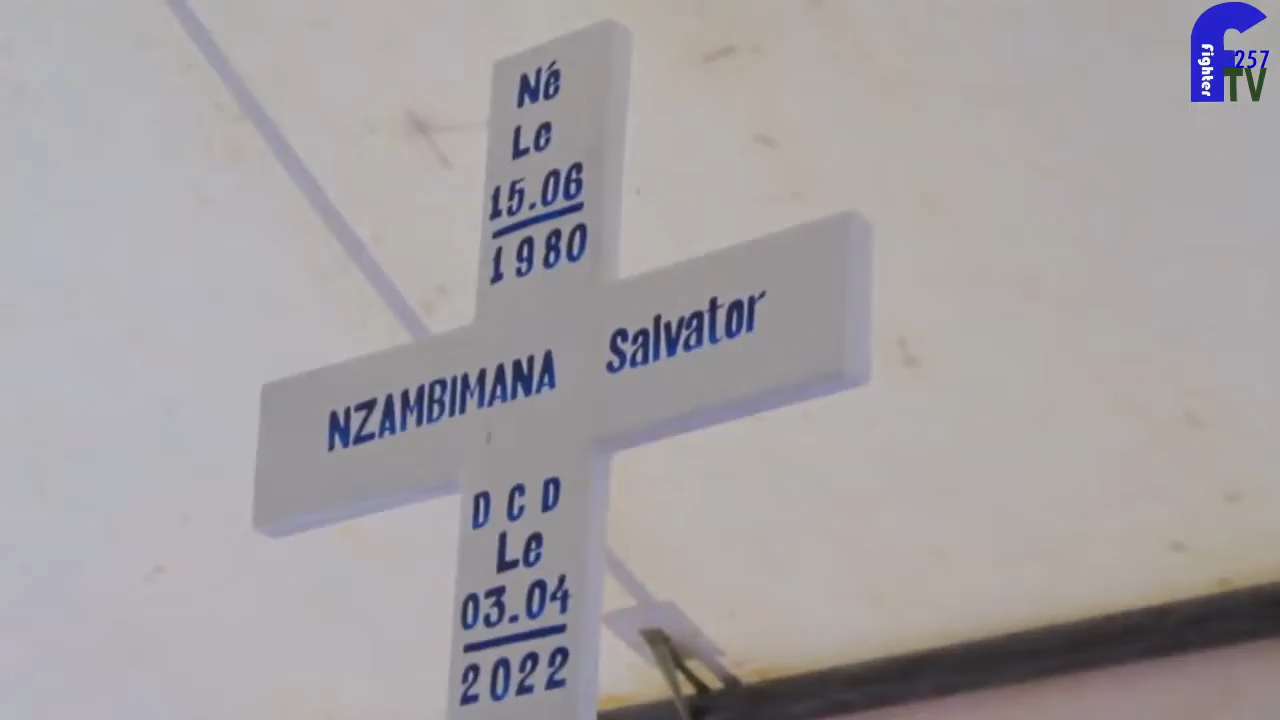 Né
Le
15.06
1980
NZAMBIMANA Salvator
DCD
Le
03.04
2022
fighter
257
TV